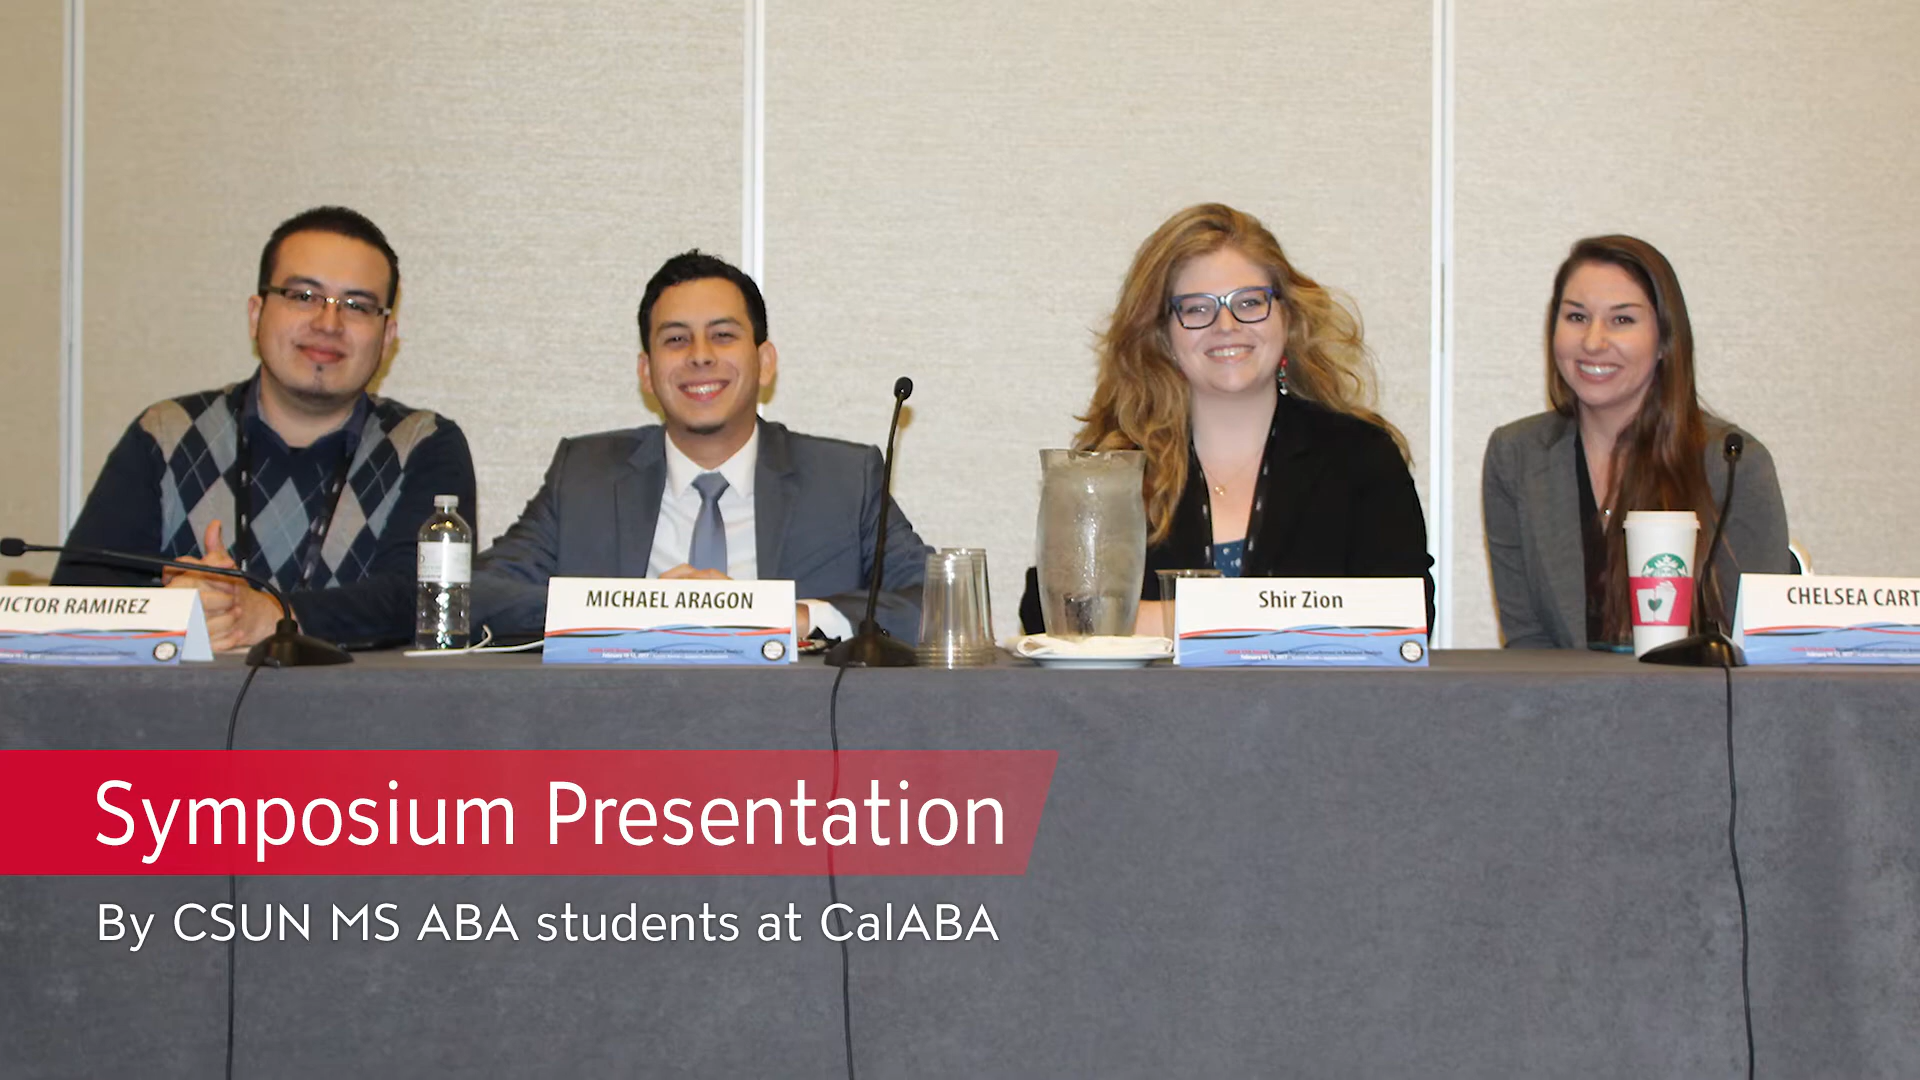 VICTOR RAMIREZ
MICHAEL ARAGON
Shir Zion
CHELSEA CART
Symposium Presentation
By CSUN MS ABA students at CalABA